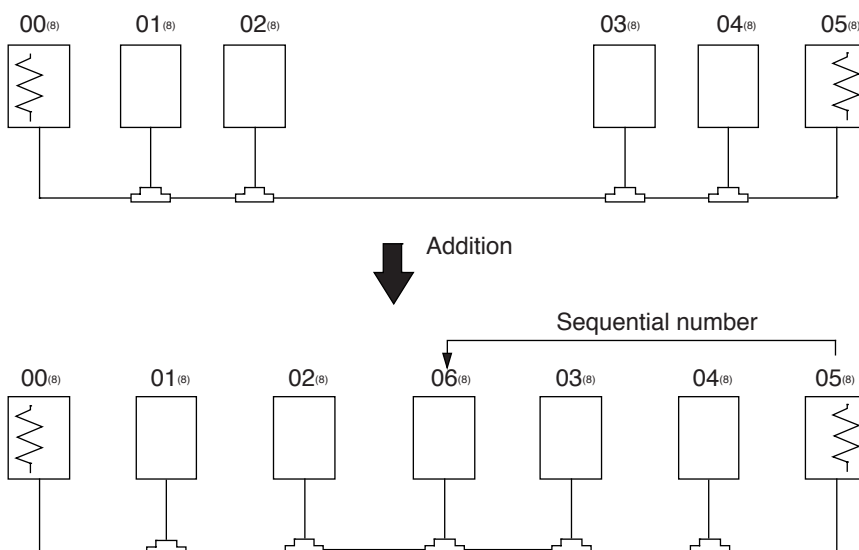 00(8) 01(8) 02(8) 03(8) 04(8) 05(8)
Addition
Sequential number
00(8) 01(8) 02(8) 06(8) 03(8) 04(8) 05(8)